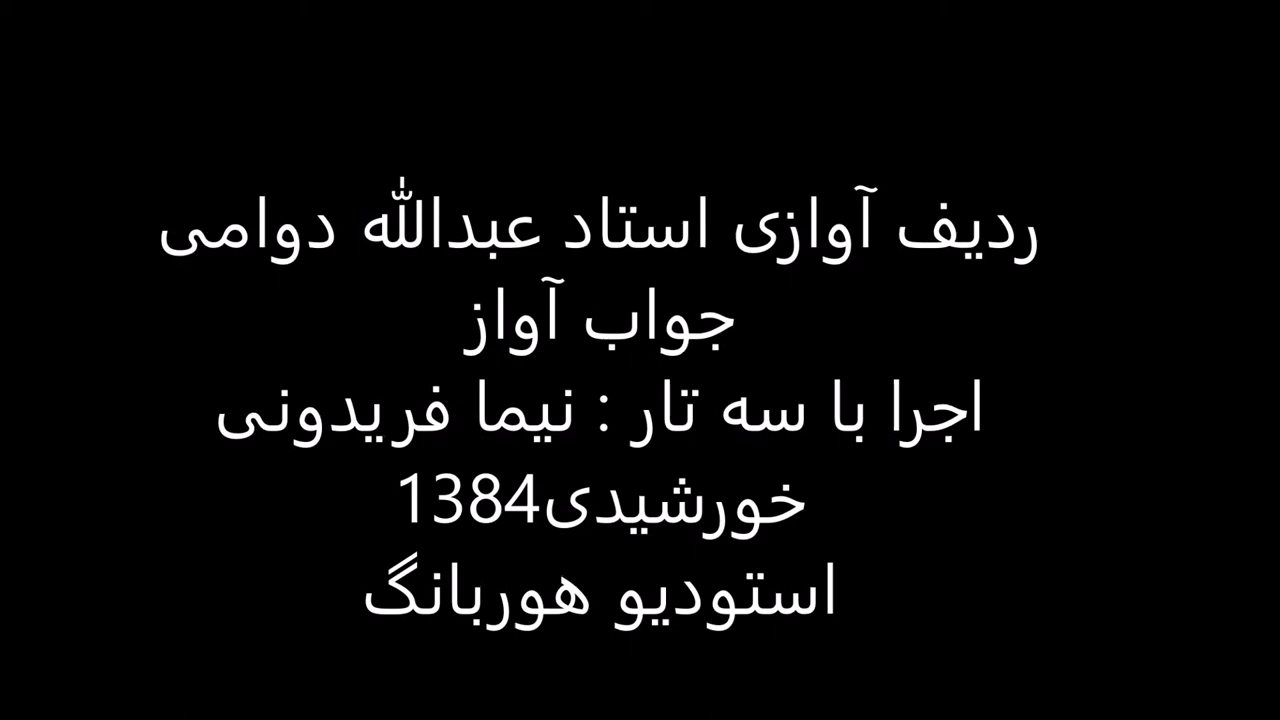 ردیف آوازی استاد عبدالله دوامی
جواب آواز
اجرا با سه تار : نیما فریدونی
خورشیدی1384
استودیو هوربانگ